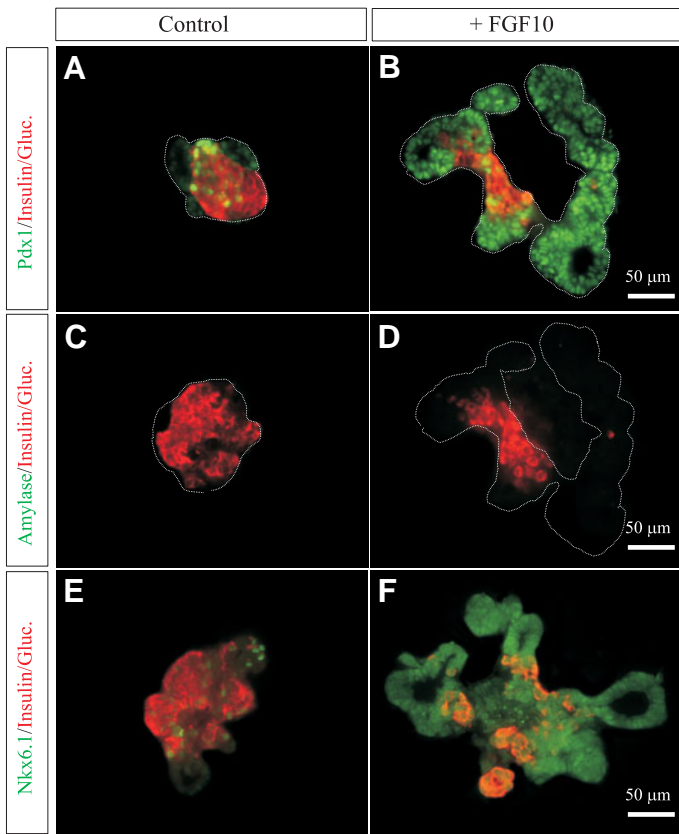 Control
+ FGF10
Pdx1/Insulin/Gluc.
A
B
50 µm
Amylase/Insulin/Gluc.
C
D
50 µm
Nkx6.1/Insulin/Gluc.
E
F
50 µm